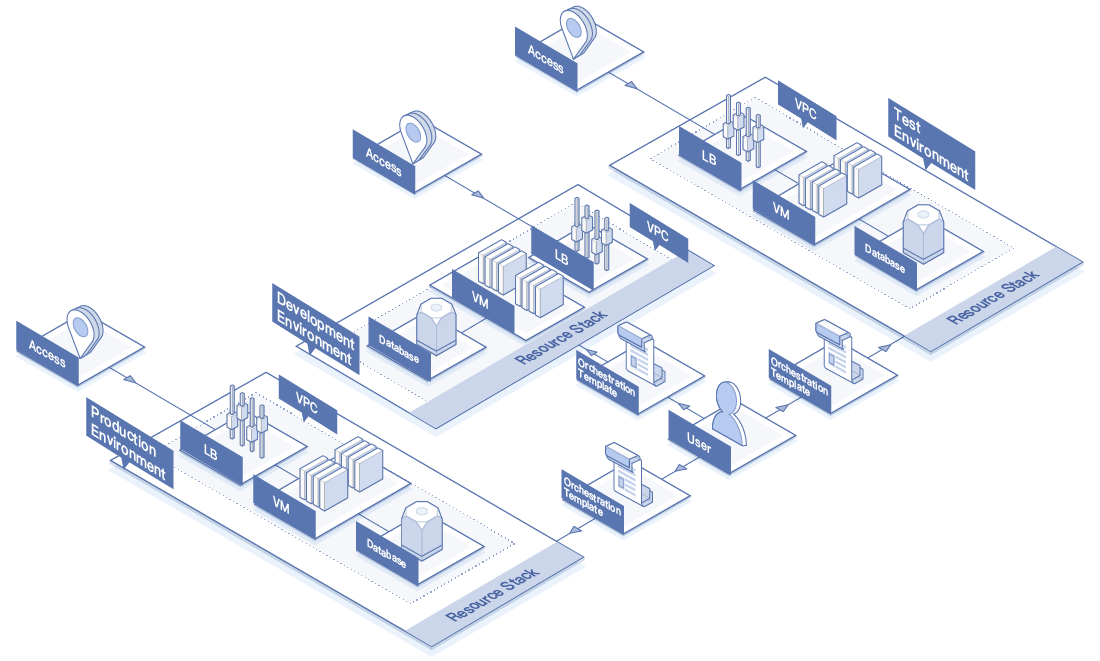 Access
VPC
Test
Environment
LB
VM
Database
Resource Stack
Access
VPC
LB
VM
Database
Development
Environment
Resource Stack
Access
VPC
Production
Environment
LB
VM
Database
Resource Stack
Orchestration
Template
Orchestration
Template
User
Orchestration
Template